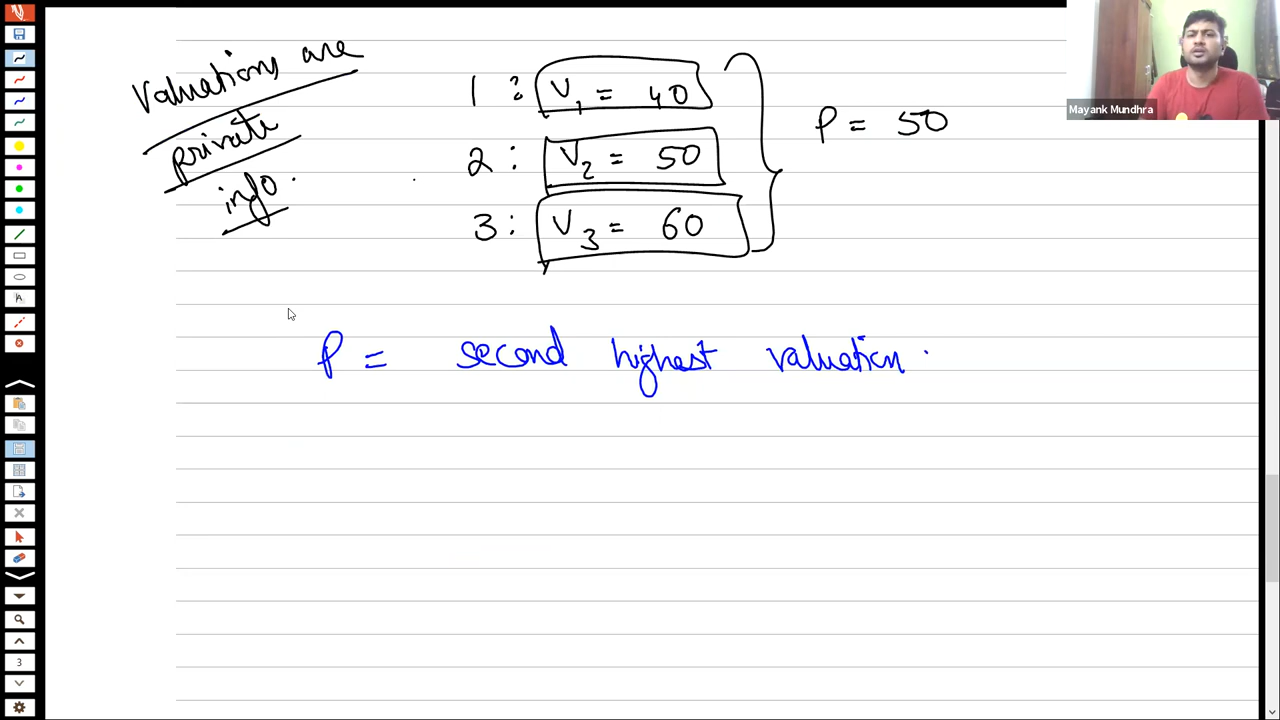 Valuations are
private
info.
1 : V1 = 40
2 : V2 = 50
3 : V3 = 60
P = 50
Mayank Mundhra
P = second highest valuation.
3